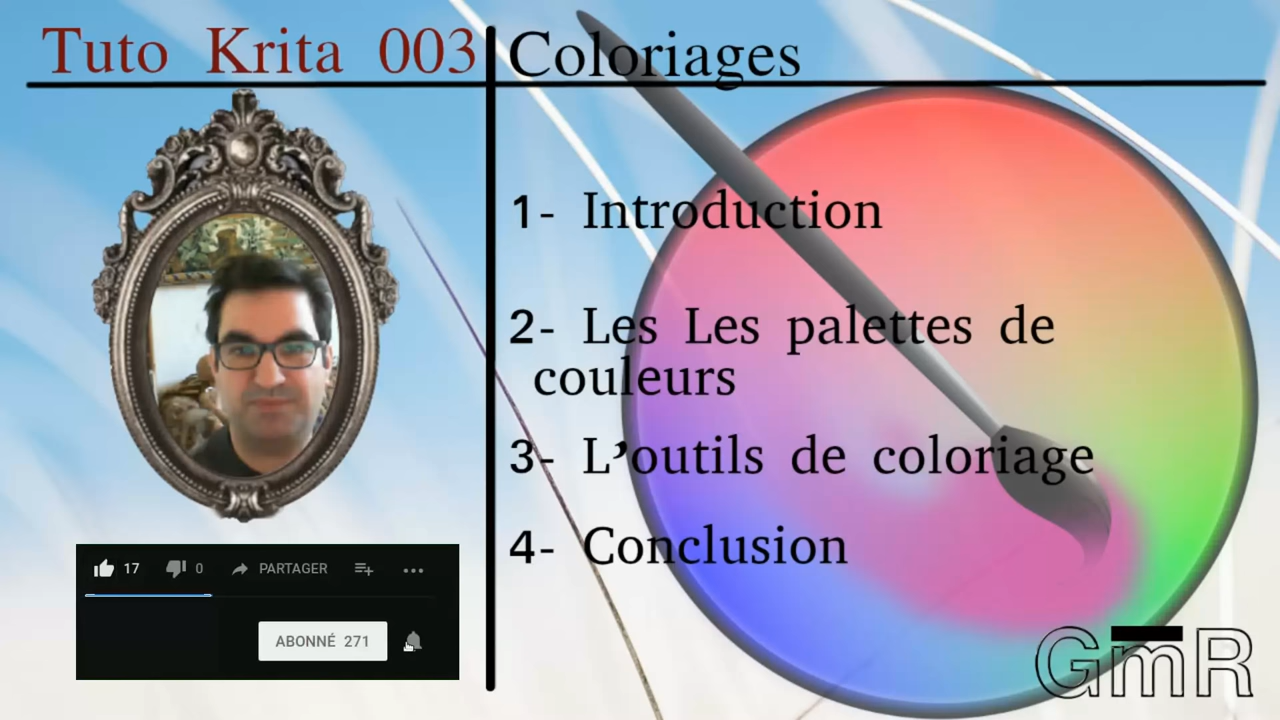 Tuto Krita 003
Coloriages
1- Introduction
2- Les Les palettes de
couleurs
3- L’outils de coloriage
4- Conclusion
17 0 PARTAGER
ABONNÉ 271
GmR